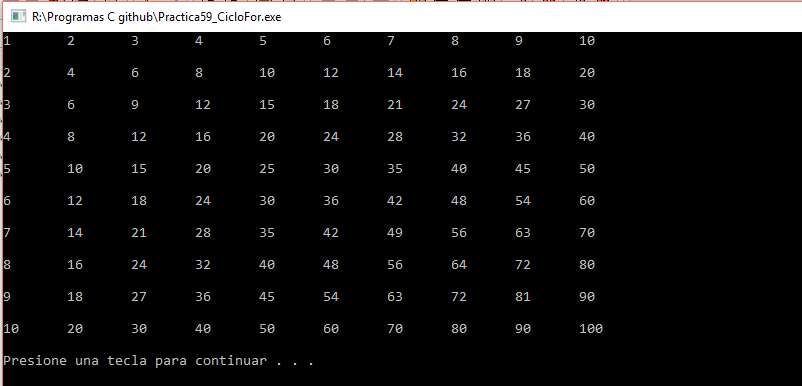 R:\Programas C github\Practica59_CicloFor.exe
1 2 3 4 5 6 7 8 9 10
2 4 6 8 10 12 14 16 18 20
3 6 9 12 15 18 21 24 27 30
4 8 12 16 20 24 28 32 36 40
5 10 15 20 25 30 35 40 45 50
6 12 18 24 30 36 42 48 54 60
7 14 21 28 35 42 49 56 63 70
8 16 24 32 40 48 56 64 72 80
9 18 27 36 45 54 63 72 81 90
10 20 30 40 50 60 70 80 90 100
Presione una tecla para continuar . . .